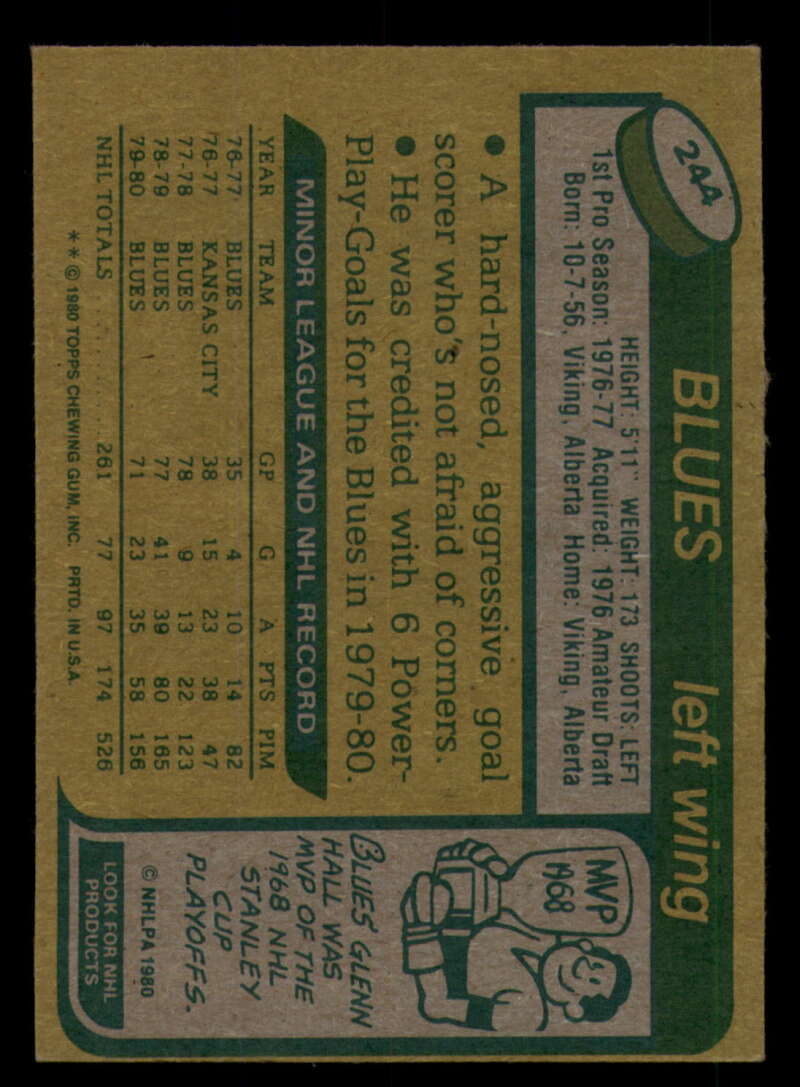 244
BLUES left wing
HEIGHT: 5'11" WEIGHT: 173 SHOOTS: LEFT
1st Pro Season: 1976-77 Acquired: 1976 Amateur Draft
Born: 10-7-56, Viking, Alberta Home: Viking, Alberta
• A hard-nosed, aggressive goal
scorer who's not afraid of corners.
• He was credited with 6 Power-
Play-Goals for the Blues in 1979-80.
MINOR LEAGUE AND NHL RECORD
YEAR TEAM GP G A PTS PIM
76-77 BLUES 35 4 10 14 82
76-77 KANSAS CITY 38 15 23 38 47
77-78 BLUES 78 9 13 22 123
78-79 BLUES 77 41 39 80 165
79-80 BLUES 71 23 35 58 156
NHL TOTALS .............. 261 77 97 174 526
** © 1980 TOPPS CHEWING GUM, INC. PRTD. IN U.S.A.
MVP
1968
BLUES' GLENN
HALL WAS
MVP OF THE
1968 NHL
STANLEY
CUP
PLAYOFFS.
© NHLPA 1980
LOOK FOR NHL
PRODUCTS